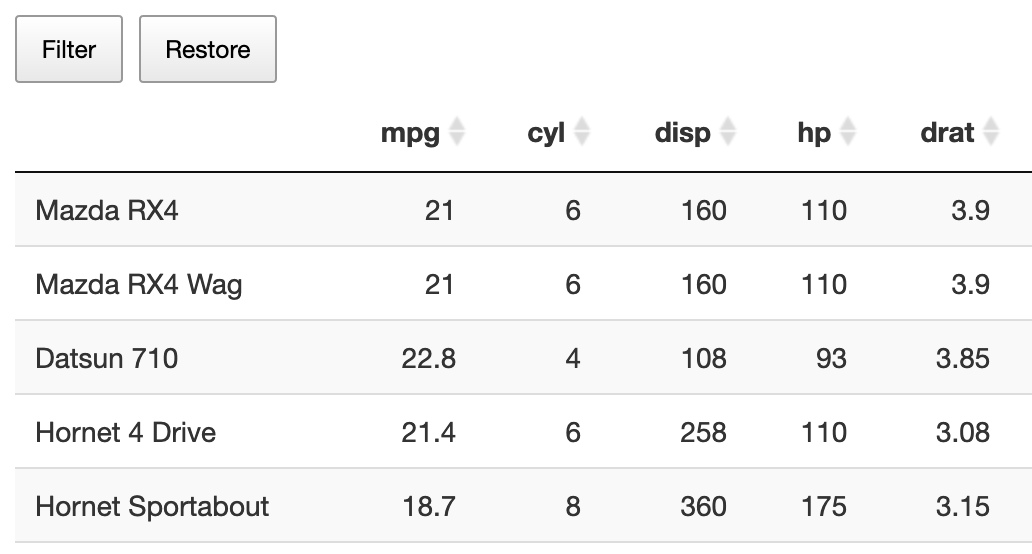 Filter Restore
mpg cyl disp hp drat
Mazda RX4 21 6 160 110 3.9
Mazda RX4 Wag 21 6 160 110 3.9
Datsun 710 22.8 4 108 93 3.85
Hornet 4 Drive 21.4 6 258 110 3.08
Hornet Sportabout 18.7 8 360 175 3.15